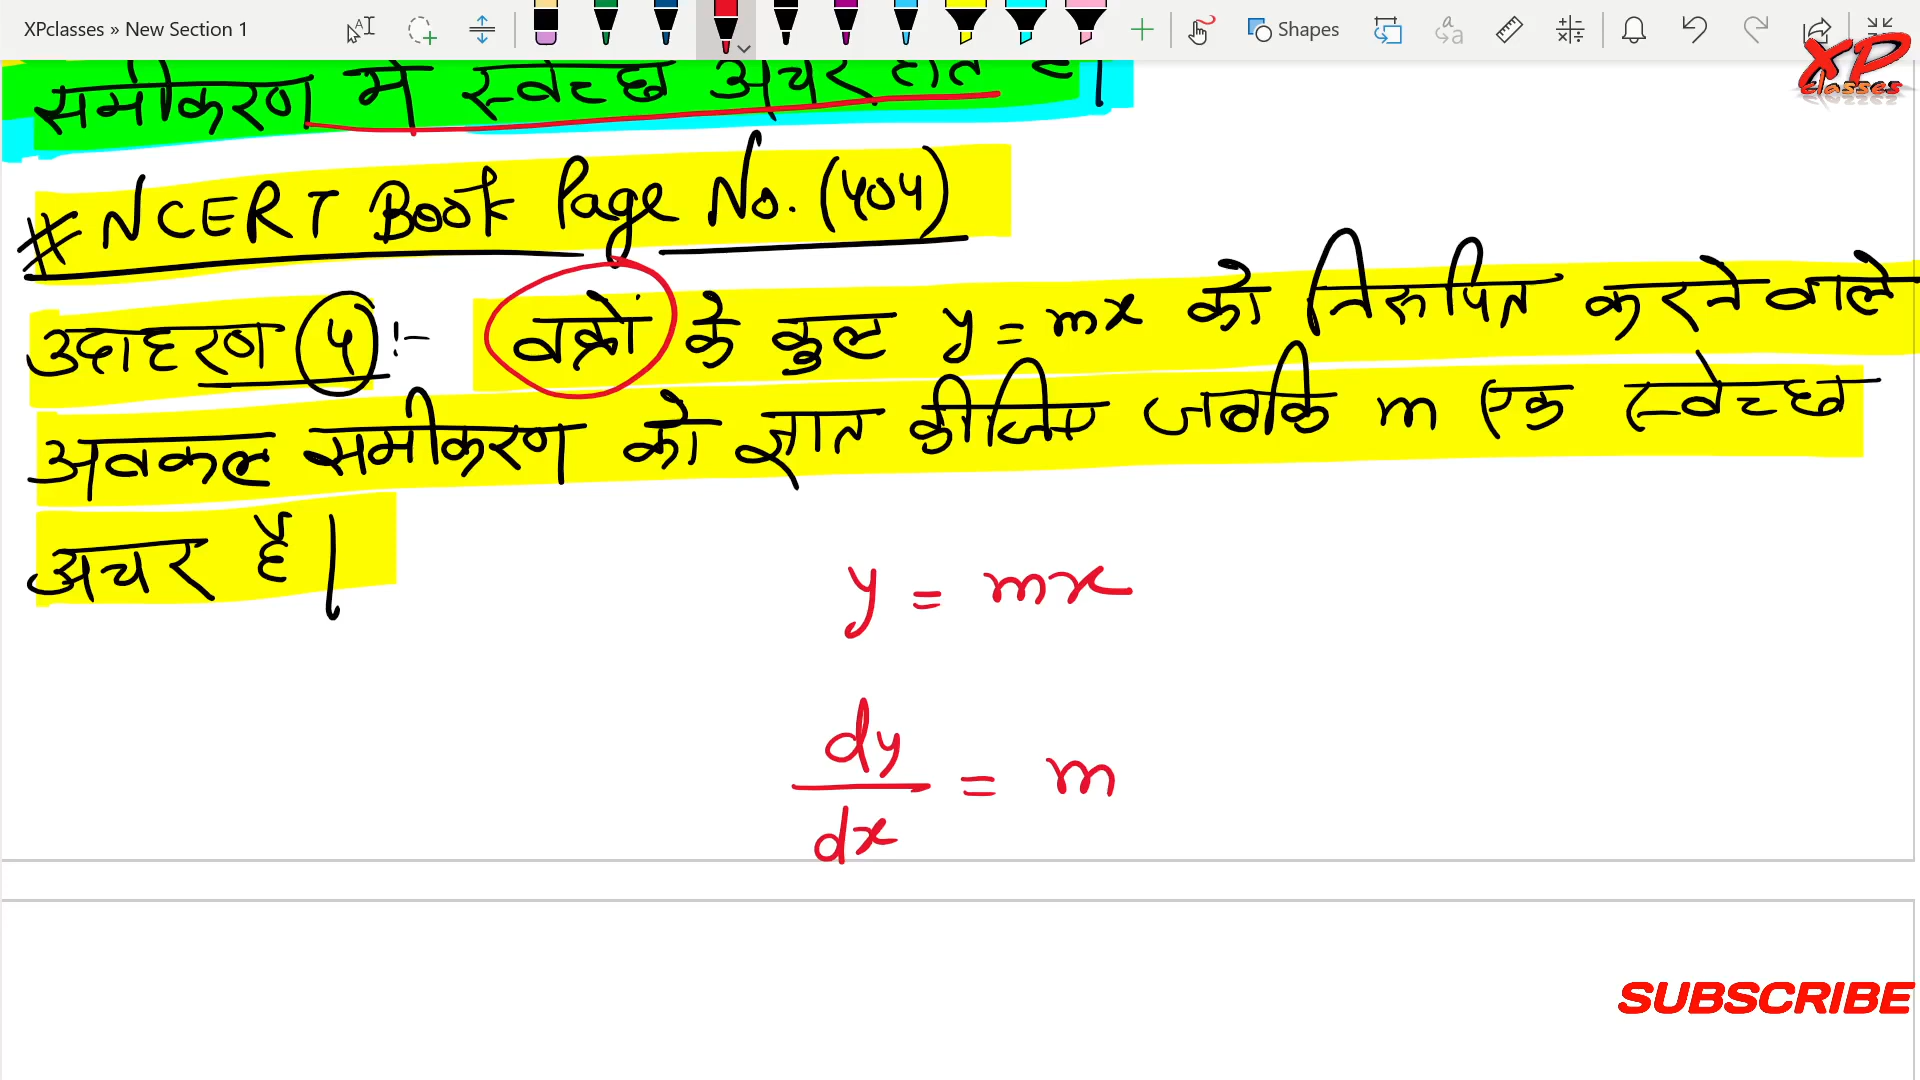 XPclasses » New Section 1
Shapes
XP
classes
समीकरण में स्वेच्छ अचर होते है।
# NCERT Book Page No. (404)
उदाहरण 4 :- वक्रों के कुल y = mx को निरूपित करने वाले
अवकल समीकरण को ज्ञात कीजिए जबकि m एक स्वेच्छ
अचर है।
y = mx
dy
dx = m
SUBSCRIBE